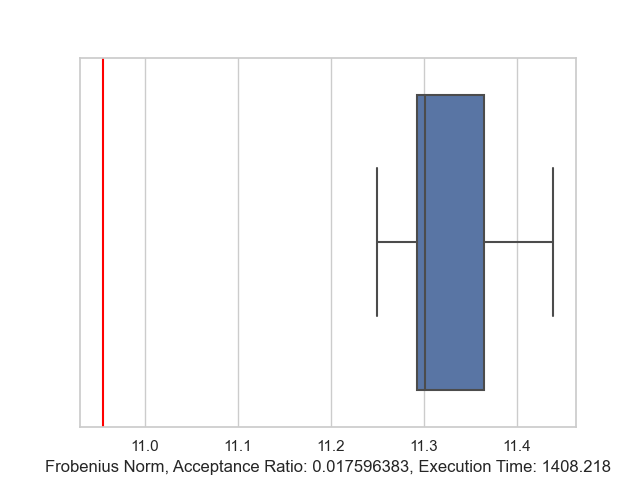 11.0 11.1 11.2 11.3 11.4
Frobenius Norm, Acceptance Ratio: 0.017596383, Execution Time: 1408.218